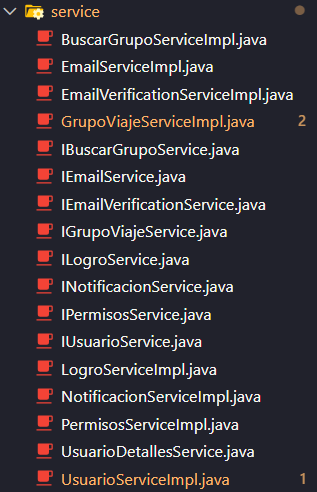 service
BuscarGrupoServiceImpl.java
EmailServiceImpl.java
EmailVerificationServiceImpl.java
GrupoViajeServiceImpl.java 2
IBuscarGrupoService.java
IEmailService.java
IEmailVerificationService.java
IGrupoViajeService.java
ILogroService.java
INotificacionService.java
IPermisosService.java
IUsuarioService.java
LogroServiceImpl.java
NotificacionServiceImpl.java
PermisosServiceImpl.java
UsuarioDetallesService.java
UsuarioServiceImpl.java 1